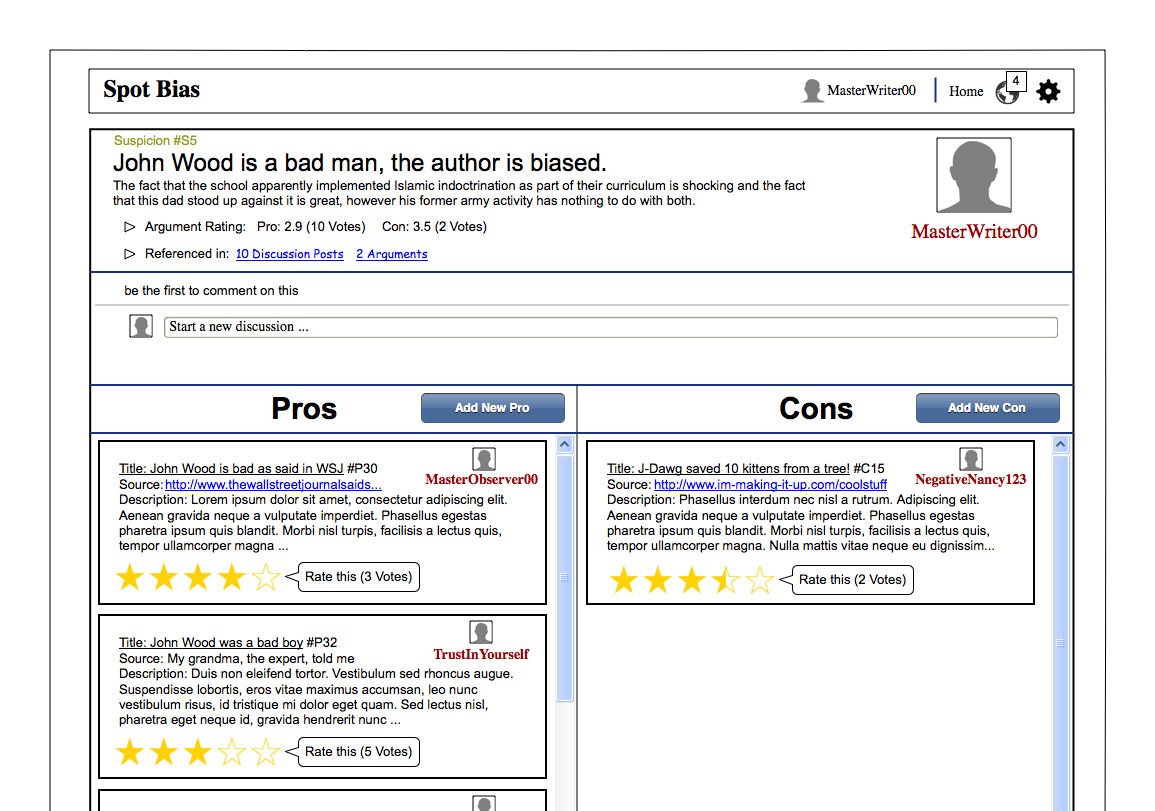 Spot Bias
MasterWriter00
Home
4
Suspicion #S5
John Wood is a bad man, the author is biased.
The fact that the school apparently implemented Islamic indoctrination as part of their curriculum is shocking and the fact
that this dad stood up against it is great, however his former army activity has nothing to do with both.
Argument Rating: Pro: 2.9 (10 Votes) Con: 3.5 (2 Votes)
Referenced in: 10 Discussion Posts 2 Arguments
MasterWriter00
be the first to comment on this
Start a new discussion ...
Pros
Add New Pro
Title: John Wood is bad as said in WSJ #P30
Source: http://www.thewallstreetjournalsaids...
MasterObserver00
Description: Lorem ipsum dolor sit amet, consectetur adipiscing elit.
Aenean gravida neque a vulputate imperdiet. Phasellus egestas
pharetra ipsum quis blandit. Morbi nisl turpis, facilisis a lectus quis,
tempor ullamcorper magna ...
Rate this (3 Votes)
Title: John Wood was a bad boy #P32
Source: My grandma, the expert, told me
TrustInYourself
Description: Duis non eleifend tortor. Vestibulum sed rhoncus augue.
Suspendisse lobortis, eros vitae maximus accumsan, leo nunc
vestibulum risus, id tristique mi dolor eget quam. Sed lectus nisl,
pharetra eget neque id, gravida hendrerit nunc ...
Rate this (5 Votes)
Cons
Add New Con
Title: J-Dawg saved 10 kittens from a tree! #C15
Source: http://www.im-making-it-up.com/coolstuff
NegativeNancy123
Description: Phasellus interdum nec nisl a rutrum. Adipiscing elit.
Aenean gravida neque a vulputate imperdiet. Phasellus egestas
pharetra ipsum quis blandit. Morbi nisl turpis, facilisis a lectus quis,
tempor ullamcorper magna. Nulla mattis vitae neque eu dignissim...
Rate this (2 Votes)